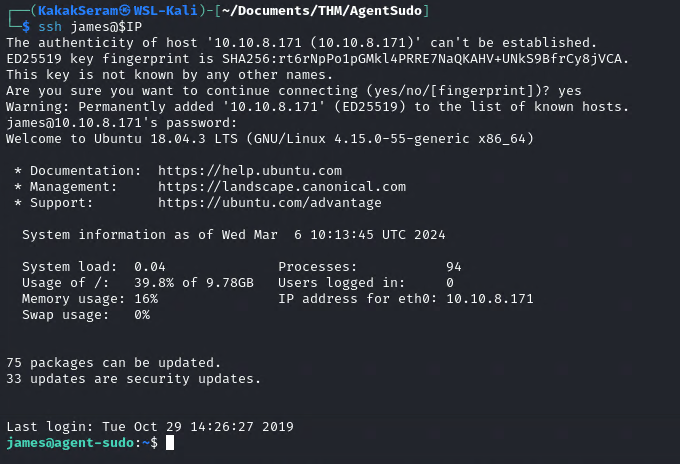 ┌──(KakakSeram㉿WSL-Kali)-[~/Documents/THM/AgentSudo]
└─$ ssh james@$IP
The authenticity of host '10.10.8.171 (10.10.8.171)' can't be established.
ED25519 key fingerprint is SHA256:rt6rNpPo1pGMkl4PRRE7NaQKAHV+UNkS9BfrCy8jVCA.
This key is not known by any other names.
Are you sure you want to continue connecting (yes/no/[fingerprint])? yes
Warning: Permanently added '10.10.8.171' (ED25519) to the list of known hosts.
james@10.10.8.171's password:
Welcome to Ubuntu 18.04.3 LTS (GNU/Linux 4.15.0-55-generic x86_64)

 * Documentation:  https://help.ubuntu.com
 * Management:     https://landscape.canonical.com
 * Support:        https://ubuntu.com/advantage

  System information as of Wed Mar  6 10:13:45 UTC 2024

  System load:  0.04              Processes:           94
  Usage of /:   39.8% of 9.78GB   Users logged in:     0
  Memory usage: 16%               IP address for eth0: 10.10.8.171
  Swap usage:   0%

75 packages can be updated.
33 updates are security updates.

Last login: Tue Oct 29 14:26:27 2019
james@agent-sudo:~$